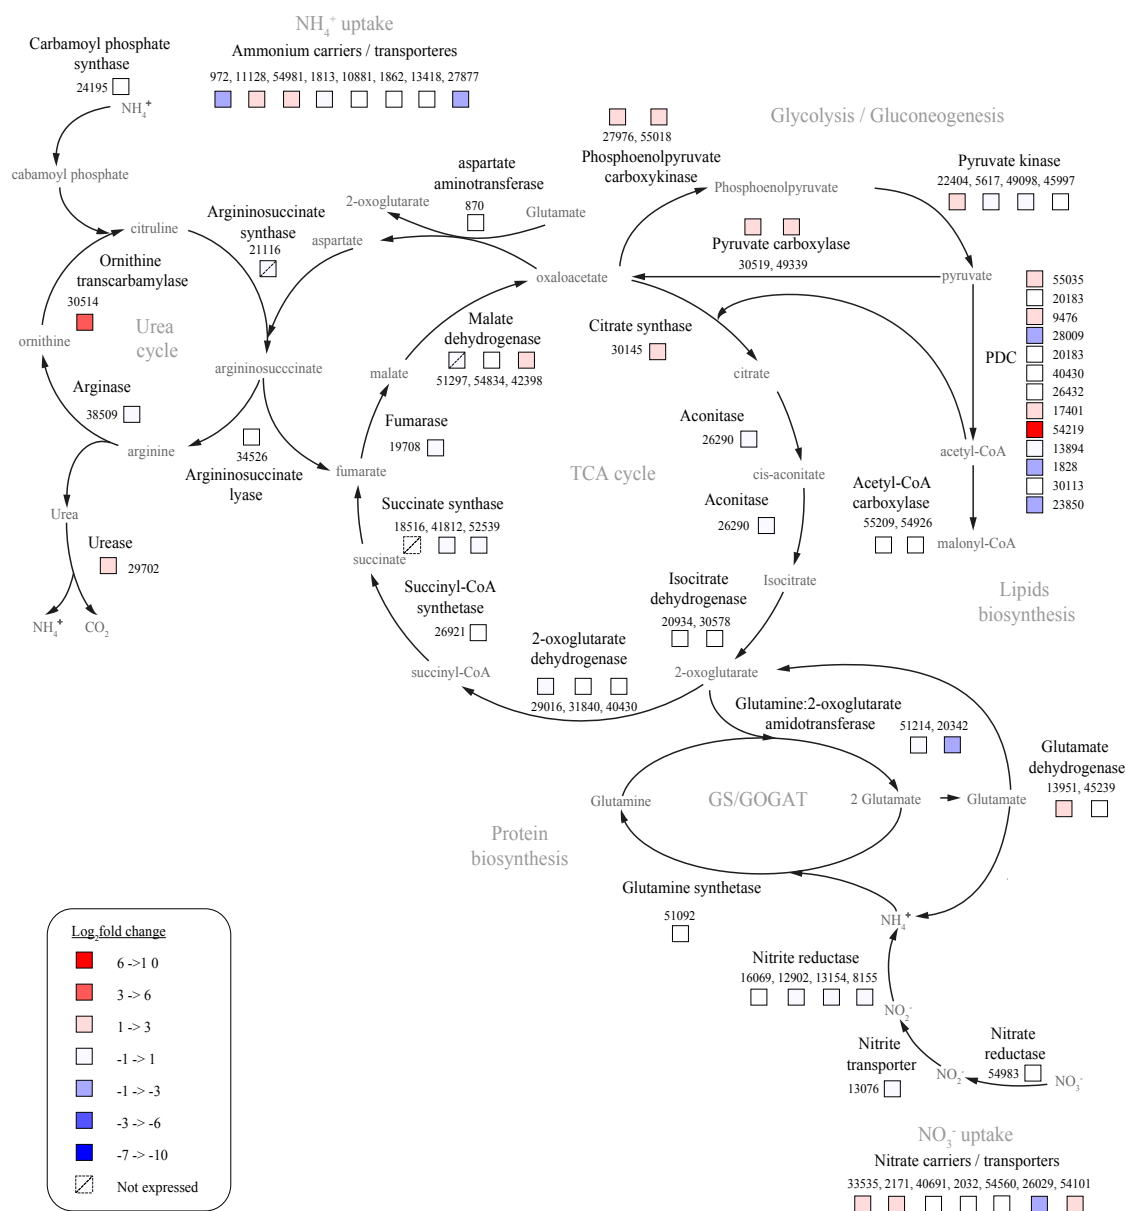 NH4+ uptake
Ammonium carriers / transporteres
972, 11128, 54981, 1813, 10881, 1862, 13418, 27877
Carbamoyl phosphate
synthase
24195
NH4+
cabamoyl phosphate
citruline
Ornithine
transcarbamylase
30514
Urea
cycle
ornithine
Arginase
38509
arginine
Urea
Urease
29702
NH4+
CO2
Argininosuccinate
synthase
21116
argininosucccinate
34526
Argininosuccinate
lyase
aspartate
aminotransferase
870
2-oxoglutarate
Glutamate
aspartate
oxaloacetate
Malate
dehydrogenase
51297, 54834, 42398
malate
Fumarase
19708
fumarate
Succinate synthase
18516, 41812, 52539
succinate
Succinyl-CoA
synthetase
26921
succinyl-CoA
2-oxoglutarate
dehydrogenase
29016, 31840, 40430
TCA cycle
27976, 55018
Phosphoenolpyruvate
carboxykinase
Glycolysis / Gluconeogenesis
Phosphoenolpyruvate
Pyruvate kinase
22404, 5617, 49098, 45997
Pyruvate carboxylase
30519, 49339
pyruvate
Citrate synthase
30145
citrate
Aconitase
26290
cis-aconitate
Aconitase
26290
Isocitrate
Isocitrate
dehydrogenase
20934, 30578
2-oxoglutarate
PDC
55035
20183
9476
28009
20183
40430
26432
17401
54219
13894
1828
30113
23850
acetyl-CoA
Acetyl-CoA
carboxylase
55209, 54926
malonyl-CoA
Lipids
biosynthesis
Glutamine:2-oxoglutarate
amidotransferase
51214, 20342
Glutamate
dehydrogenase
13951, 45239
Glutamine
GS/GOGAT
2 Glutamate
Glutamate
Protein
biosynthesis
Glutamine synthetase
51092
NH4+
Nitrite reductase
16069, 12902, 13154, 8155
NO2-
Nitrite
transporter
13076
NO2-
Nitrate
reductase
54983
NO3-
NO3- uptake
Nitrate carriers / transporters
33535, 2171, 40691, 2032, 54560, 26029, 54101
Log2fold change
6 ->1 0
3 -> 6
1 -> 3
-1 -> 1
-1 -> -3
-3 -> -6
-7 -> -10
Not expressed